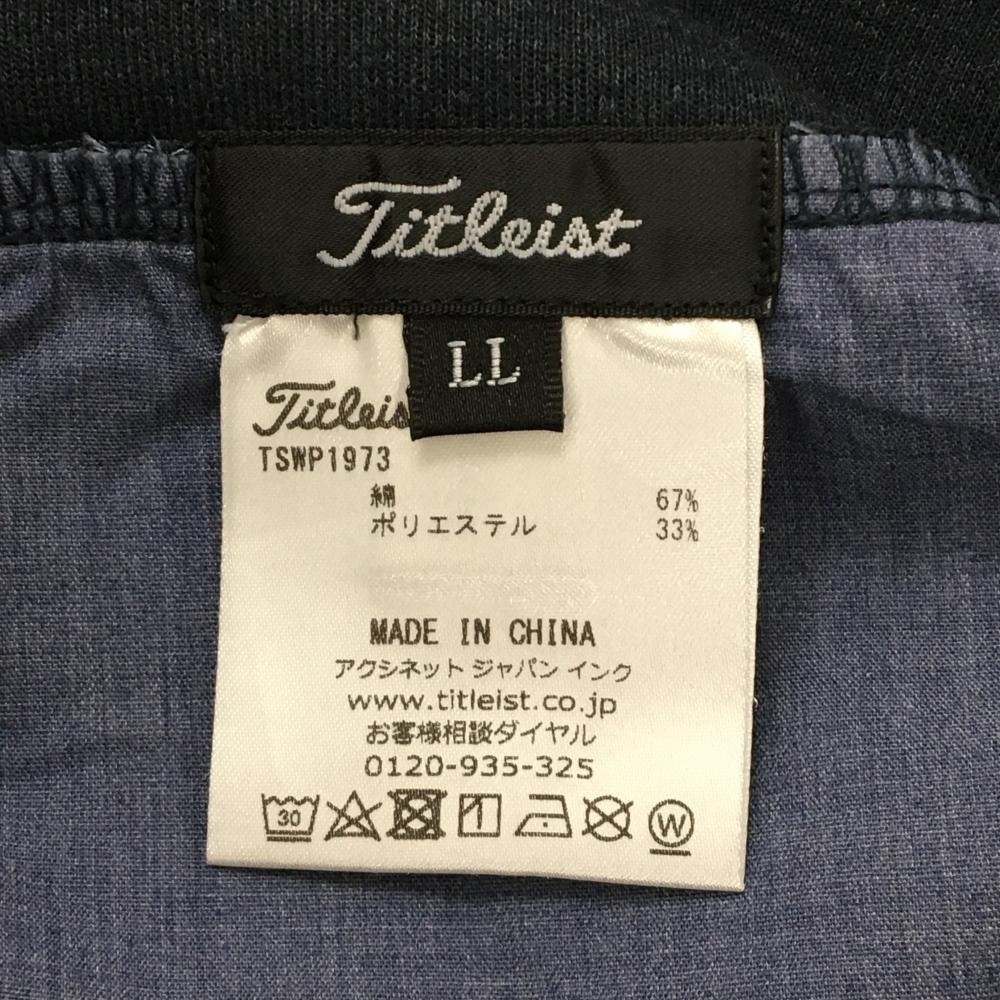 Titleist
LL
Titleis
TSWP1973
綿 67%
ポリエステル 33%
MADE IN CHINA
アクシネット ジャパン インク
www.titleist.co.jp
お客様相談ダイヤル
0120-935-325
30
W